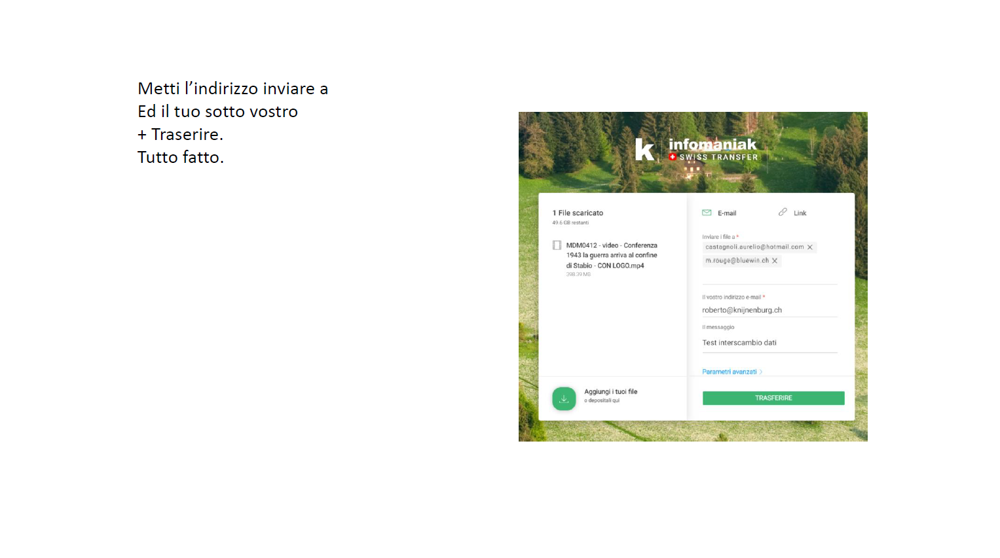 Metti l’indirizzo inviare a
Ed il tuo sotto vostro
+ Traserire.
Tutto fatto.
k infomaniak
SWISS TRANSFER
1 File scaricato
49.6 GB restanti
MDM0412 - video - Conferenza
1943 la guerra arriva al confine
di Stabio - CON LOGO.mp4
398.39 MB
Aggiungi i tuoi file
o depositali qui
E-mail
Link
Inviare i file a *
castagnoli.aurelio@hotmail.com
m.rouge@bluewin.ch
Il vostro indirizzo e-mail *
roberto@knijnenburg.ch
Il messaggio
Test interscambio dati
Parametri avanzati
TRASFERIRE